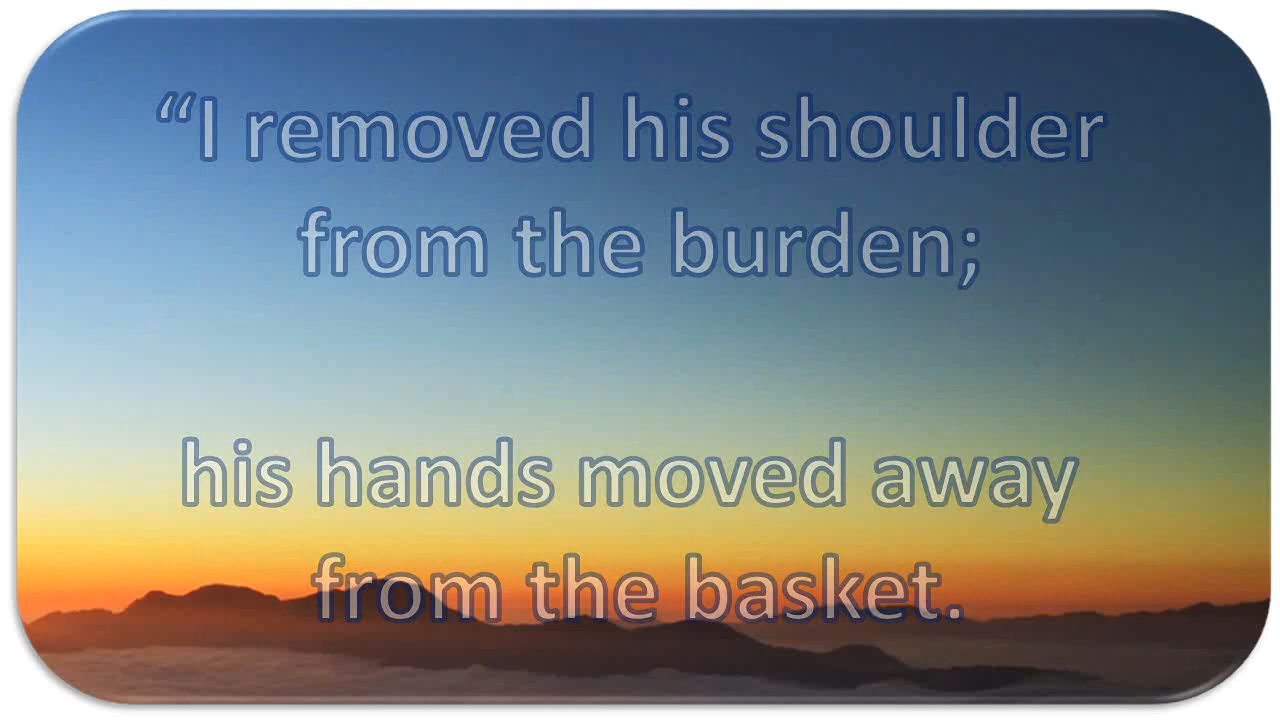 “I removed his shoulder
from the burden;
his hands moved away
from the basket.